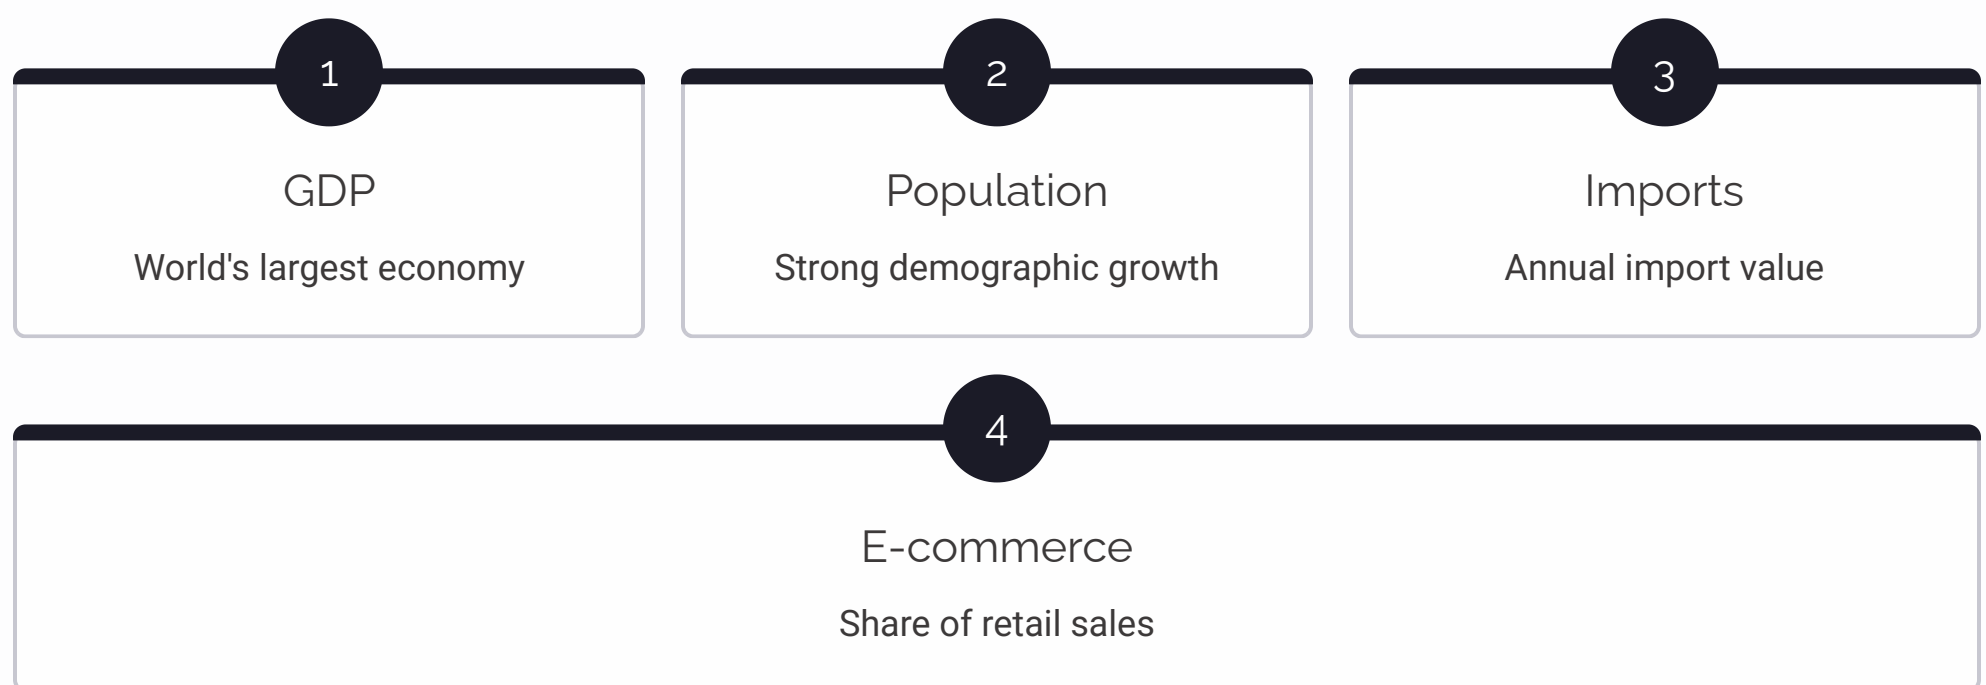 1
GDP
World's largest economy
2
Population
Strong demographic growth
3
Imports
Annual import value
4
E-commerce
Share of retail sales